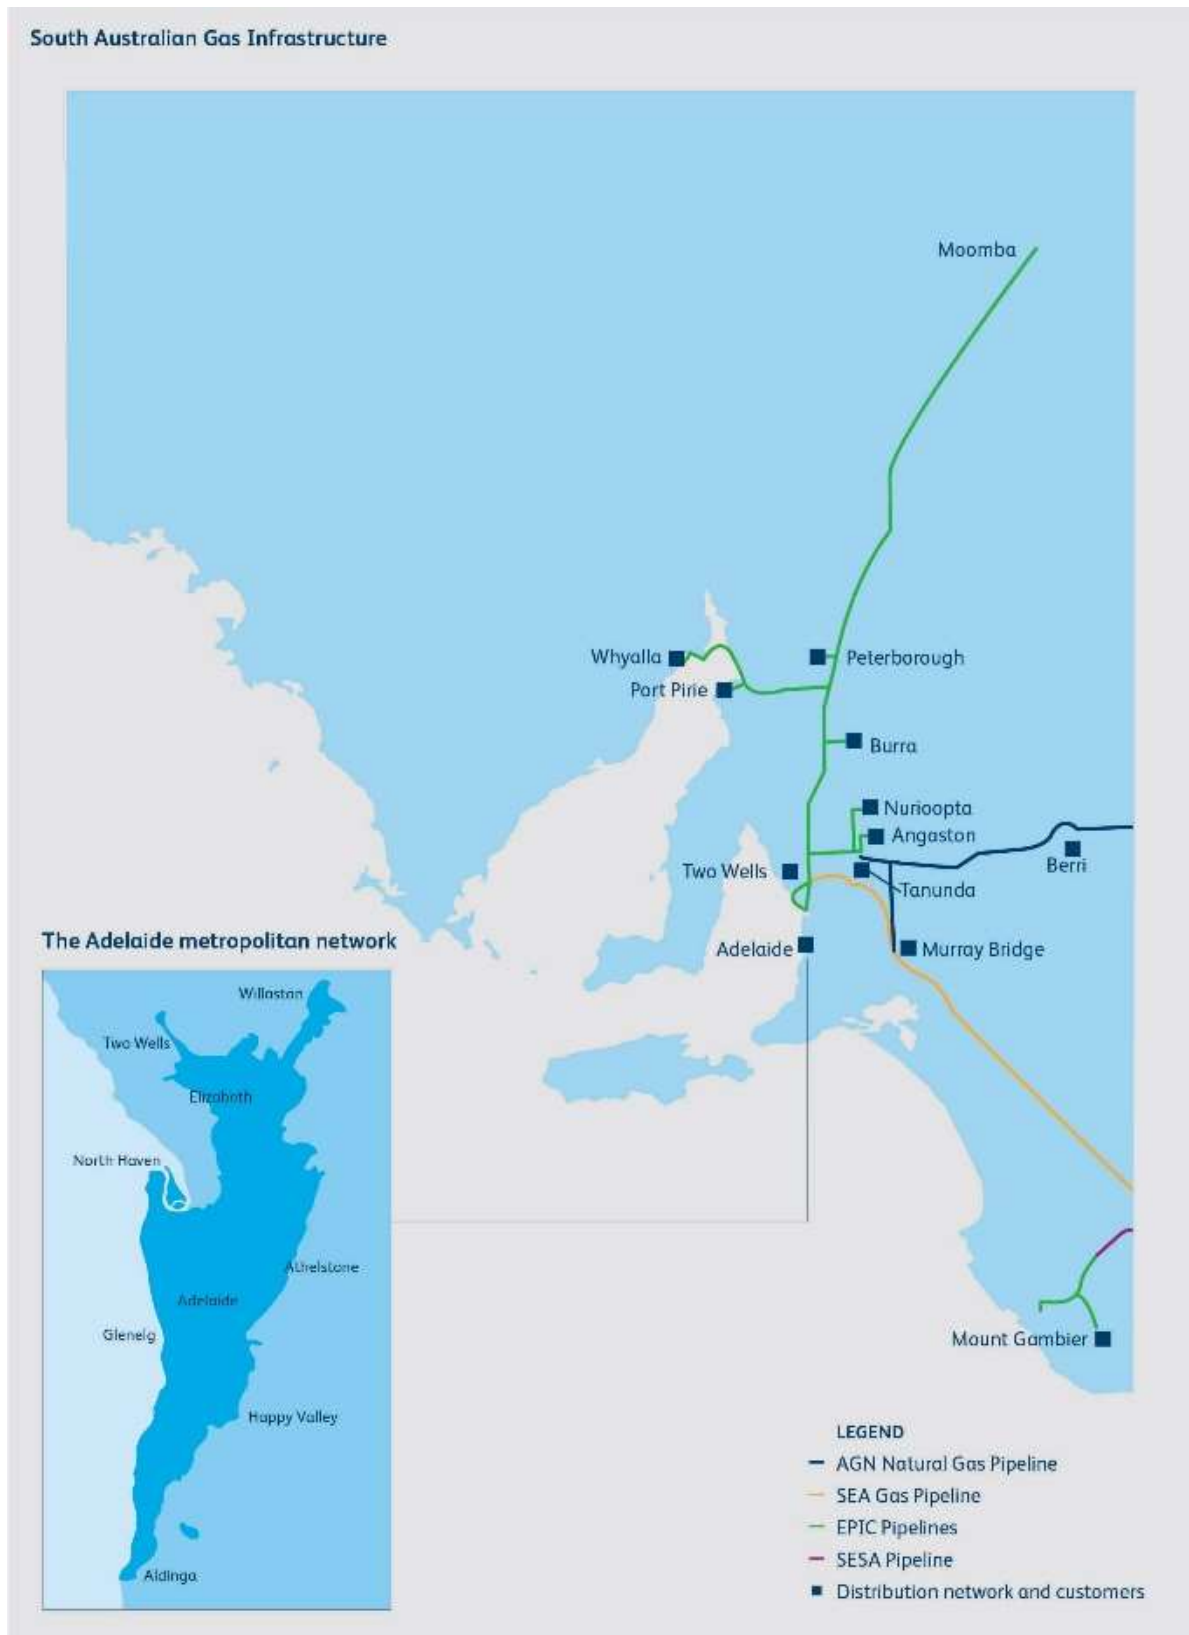 South Australian Gas Infrastructure
Moomba
Whyalla
Peterborough
Port Pirie
Burra
Nurioopta
Angaston
Two Wells
Berri
Tanunda
Adelaide
Murray Bridge
The Adelaide metropolitan network
Willaston
Two Wells
Elizabeth
North Haven
Athelstone
Adelaide
Glenelg
Happy Valley
Aldinga
Mount Gambier
LEGEND
AGN Natural Gas Pipeline
SEA Gas Pipeline
EPIC Pipelines
SESA Pipeline
Distribution network and customers